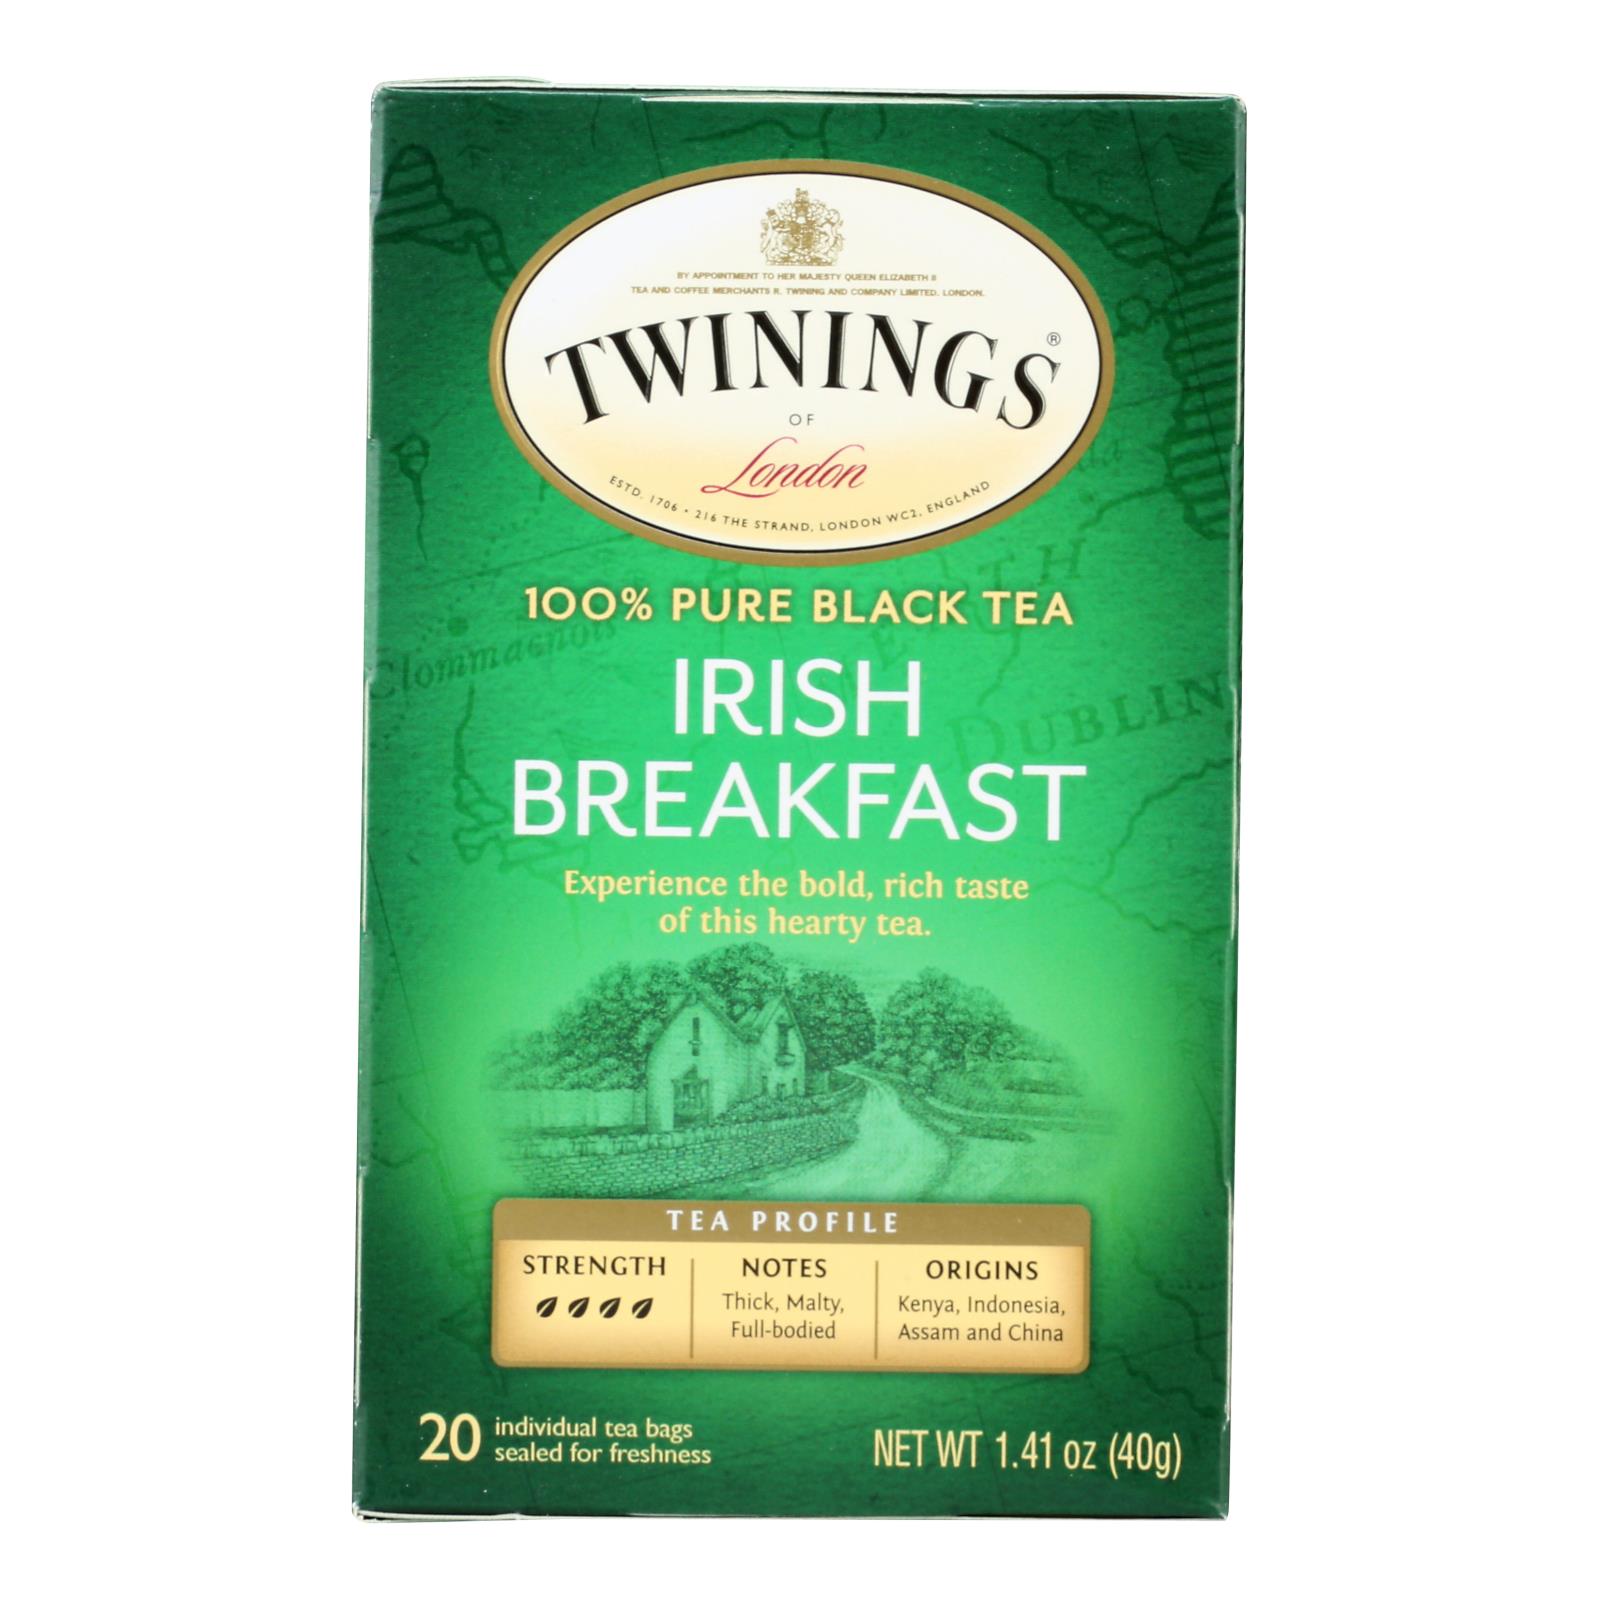 BY APPOINTMENT TO HER MAJESTY QUEEN ELIZABETH II
TEA AND COFFEE MERCHANTS R. TWINING AND COMPANY LIMITED. LONDON.
TWININGS®
OF
London
ESTD. 1706 • 216 THE STRAND, LONDON WC2, ENGLAND
100% PURE BLACK TEA
Clommacnois
MEATH
DUBLIN
IRISH
BREAKFAST
Experience the bold, rich taste
of this hearty tea.
TEA PROFILE
STRENGTH
NOTES
Thick, Malty,
Full-bodied
ORIGINS
Kenya, Indonesia,
Assam and China
20 individual tea bags
sealed for freshness
NET WT 1.41 oz (40g)